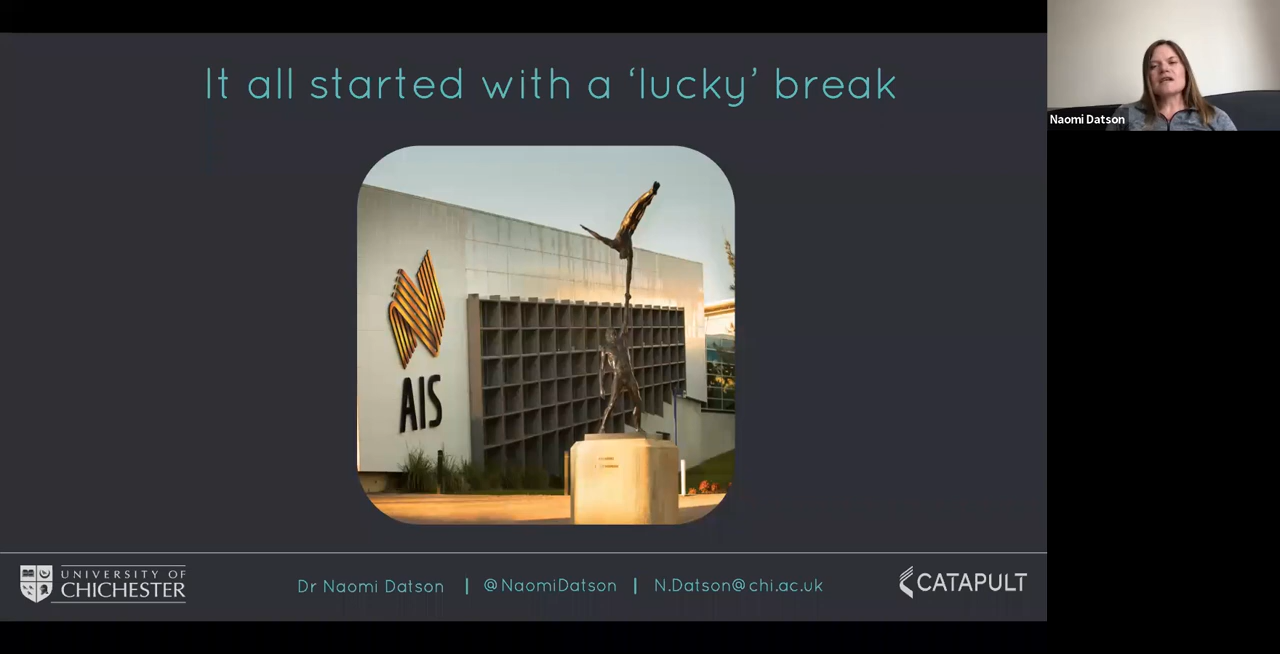 It all started with a ‘lucky’ break
Naomi Datson
AIS
UNIVERSITY OF
CHICHESTER
Dr Naomi Datson | @NaomiDatson | N.Datson@chi.ac.uk
CATAPULT